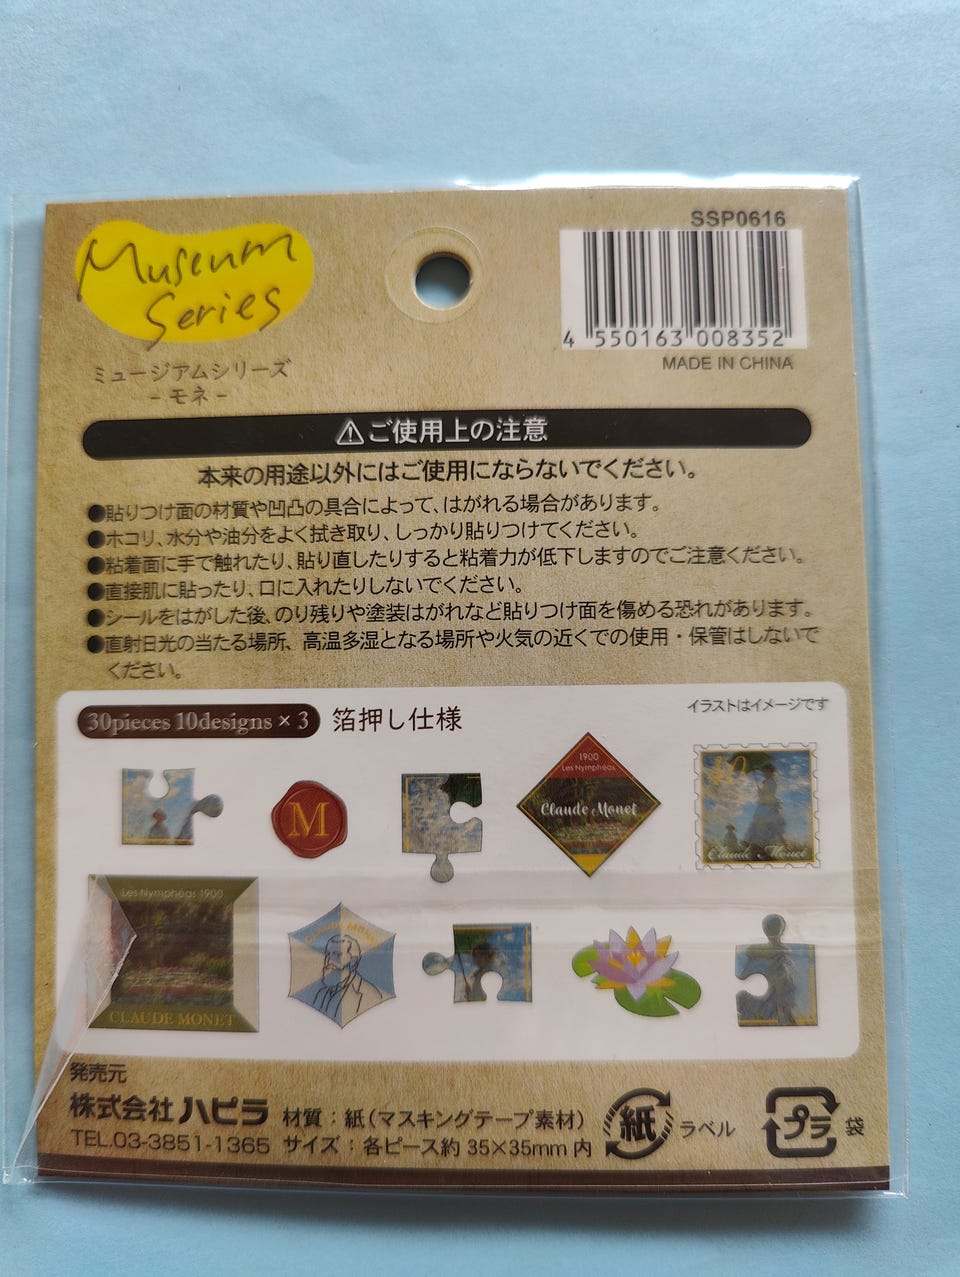 Museum
Series
ミュージアムシリーズ
- モネ -
SSP0616
4 550163 008352
MADE IN CHINA
ご使用上の注意
本来の用途以外にはご使用にならないでください。
●貼りつけ面の材質や凹凸の具合によって、はがれる場合があります。
●ホコリ、水分や油分をよく拭き取り、しっかり貼りつけてください。
●粘着面に手で触れたり、貼り直したりすると粘着力が低下しますのでご注意ください。
●直接肌に貼ったり、口に入れたりしないでください。
●シールをはがした後、のり残りや塗装はがれなど貼りつけ面を傷める恐れがあります。
●直射日光の当たる場所、高温多湿となる場所や火気の近くでの使用・保管はしないで
ください。
30pieces 10designs × 3 箔押し仕様
イラストはイメージです
M
1900
Les Nymphéas
Claude Monet
Claude Monet
Les Nymphéas 1900
CLAUDE MONET
CLAUDE MONET
発売元
株式会社 ハピラ
TEL.03-3851-1365
材質：紙（マスキングテープ素材）
サイズ：各ピース約 35×35mm 内
紙 ラベル
プラ 袋